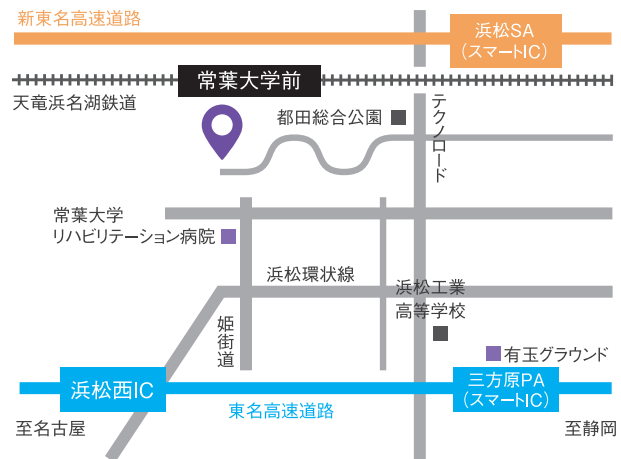 新東名高速道路
浜松SA
(スマートIC)
常葉大学前
天竜浜名湖鉄道
都田総合公園
テクノロード
常葉大学
リハビリテーション病院
浜松環状線
浜松工業
高等学校
姫街道
有玉グラウンド
浜松西IC
三方原PA
(スマートIC)
東名高速道路
至名古屋
至静岡